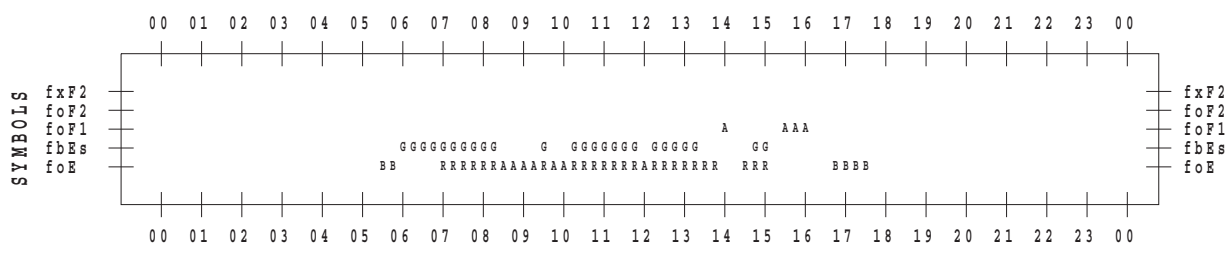 00 01 02 03 04 05 06 07 08 09 10 11 12 13 14 15 16 17 18 19 20 21 22 23 00
SYMBOLS
fxF2 fxF2
foF2 foF2
foF1 A AAA foF1
fbEs GGGGGGGGGG G GGGGGGG GGGGG GG fbEs
foE BB RRRRRRAAAARAARRRRRRRARRRRRRR RRR BBBB foE
00 01 02 03 04 05 06 07 08 09 10 11 12 13 14 15 16 17 18 19 20 21 22 23 00